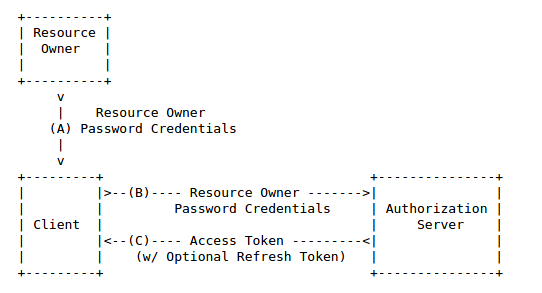 +----------+
| Resource |
|  Owner   |
|          |
+----------+
     v
     |    Resource Owner
    (A) Password Credentials
     |
     v
+---------+                                  +---------------+
|         |>--(B)---- Resource Owner ------->|               |
|         |         Password Credentials     | Authorization |
| Client  |                                  |     Server    |
|         |<--(C)---- Access Token ---------<|               |
|         |    (w/ Optional Refresh Token)   |               |
+---------+                                  +---------------+